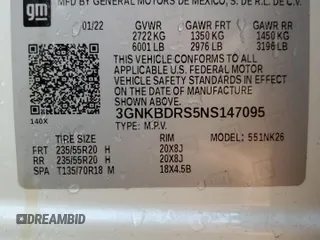 gm
MFD BY GENERAL MOTORS DE MEXICO, S. DE R.L. DE C.V.
01/22 GVWR GAWR FRT GAWR RR
2722 KG 1350 KG 1450 KG
6001 LB 2976 LB 3196 LB
THIS VEHICLE CONFORMS TO ALL APPLICABLE U.S. FEDERAL MOTOR
VEHICLE SAFETY STANDARDS IN EFFECT
ON THE DATE OF MANUFACTURE
SHOWN ABOVE.
3GNKBDRS5NS147095
TYPE: M.P.V.
140X
MODEL: 551NK26
TIRE SIZE RIM
FRT 235/55R20 H 20X8J
RR 235/55R20 H 20X8J
SPA T135/70R18 M 18X4.5B
DREAMBID